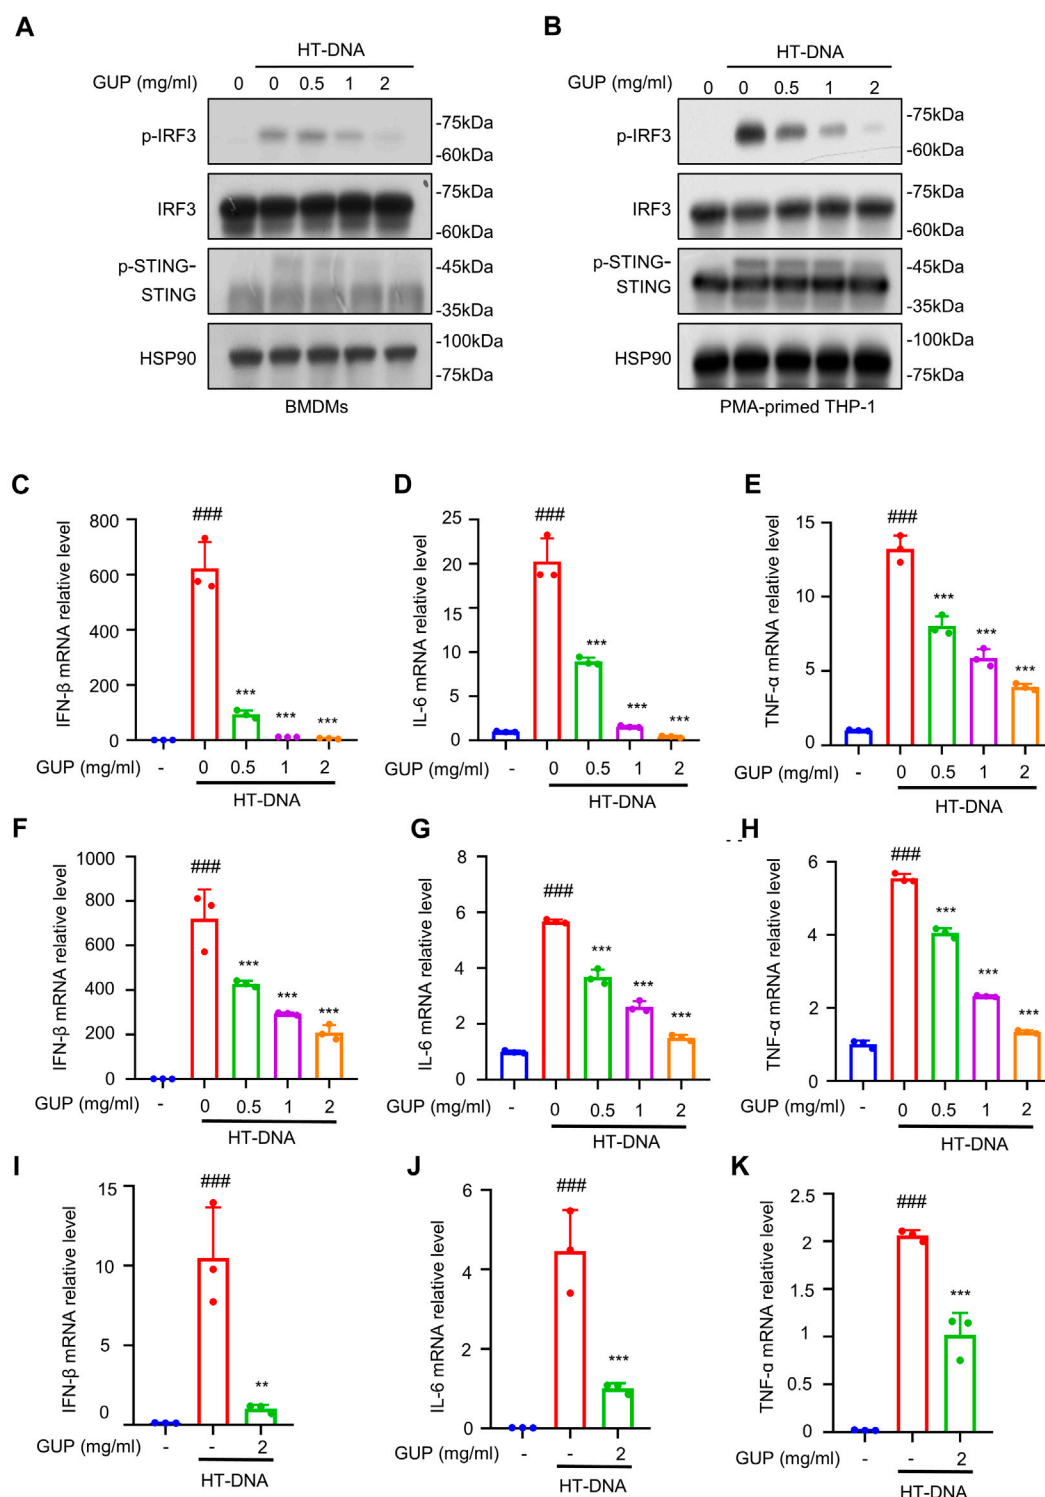 A
HT-DNA
GUP (mg/ml) 0 0 0.5 1 2
p-IRF3
-75kDa
-60kDa
IRF3
-75kDa
-60kDa
p-STING-
STING
-45kDa
-35kDa
HSP90
-100kDa
-75kDa
BMDMs
B
HT-DNA
GUP (mg/ml) 0 0 0.5 1 2
p-IRF3
-75kDa
-60kDa
IRF3
-75kDa
-60kDa
p-STING-
STING
-45kDa
-35kDa
HSP90
-100kDa
-75kDa
PMA-primed THP-1
C
IFN-β mRNA relative level
800
600
400
200
0
###
***
***
***
GUP (mg/ml) - 0 0.5 1 2
HT-DNA
D
IL-6 mRNA relative level
25
20
15
10
5
0
###
***
***
***
GUP (mg/ml) - 0 0.5 1 2
HT-DNA
E
TNF-α mRNA relative level
15
10
5
0
###
***
***
***
GUP (mg/ml) - 0 0.5 1 2
HT-DNA
F
IFN-β mRNA relative level
1000
800
600
400
200
0
###
***
***
***
GUP (mg/ml) - 0 0.5 1 2
HT-DNA
G
IL-6 mRNA relative level
8
6
4
2
0
###
***
***
***
GUP (mg/ml) - 0 0.5 1 2
HT-DNA
- -
H
TNF-α mRNA relative level
6
4
2
0
###
***
***
***
GUP (mg/ml) - 0 0.5 1 2
HT-DNA
I
IFN-β mRNA relative level
15
10
5
0
###
**
GUP (mg/ml) - - 2
HT-DNA
J
IL-6 mRNA relative level
6
4
2
0
###
***
GUP (mg/ml) - - 2
HT-DNA
K
TNF-α mRNA relative level
2.5
2
1.5
1
0.5
0
###
***
GUP (mg/ml) - - 2
HT-DNA